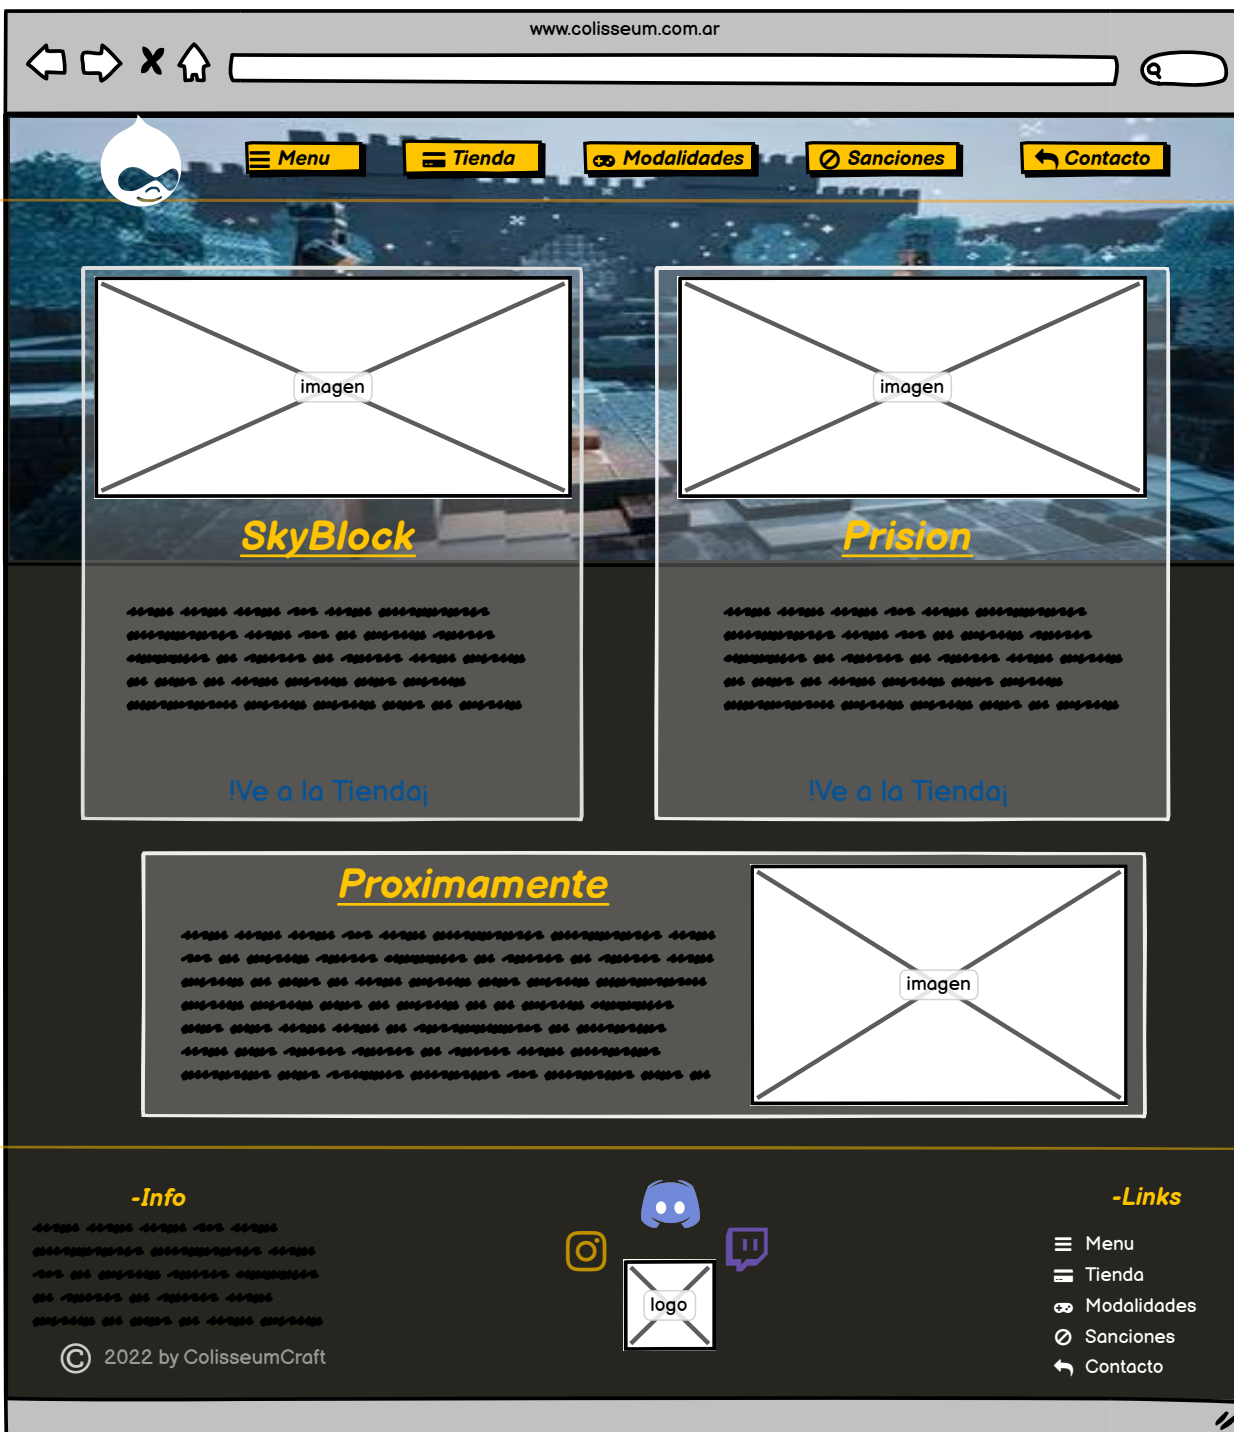 www.colisseum.com.ar
Menu
Tienda
Modalidades
Sanciones
Contacto
imagen
imagen
SkyBlock
Prision
!Ve a la Tienda¡
!Ve a la Tienda¡
Proximamente
imagen
-Info
-Links
Menu
Tienda
Modalidades
Sanciones
Contacto
logo
© 2022 by ColisseumCraft